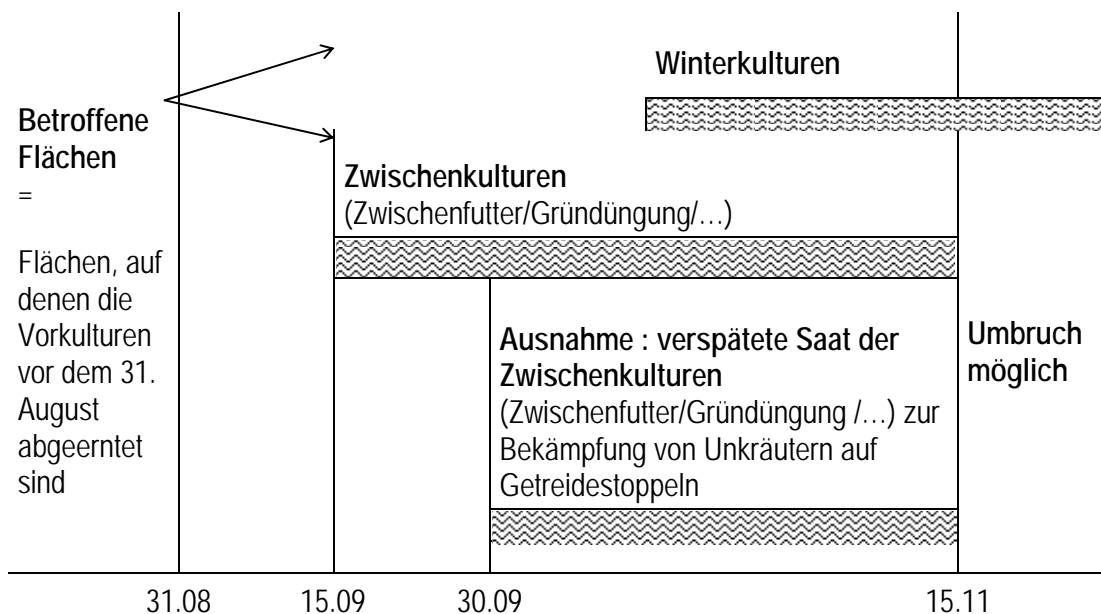 Betroffene
Flächen
=
Flächen, auf
denen die
Vorkulturen
vor dem 31.
August
abgeerntet
sind
Winterkulturen
Zwischenkulturen
(Zwischenfutter/Gründüngung/…)
Ausnahme : verspätete Saat der
Zwischenkulturen
(Zwischenfutter/Gründüngung /…) zur
Bekämpfung von Unkräutern auf
Getreidestoppeln
Umbruch
möglich
31.08
15.09
30.09
15.11